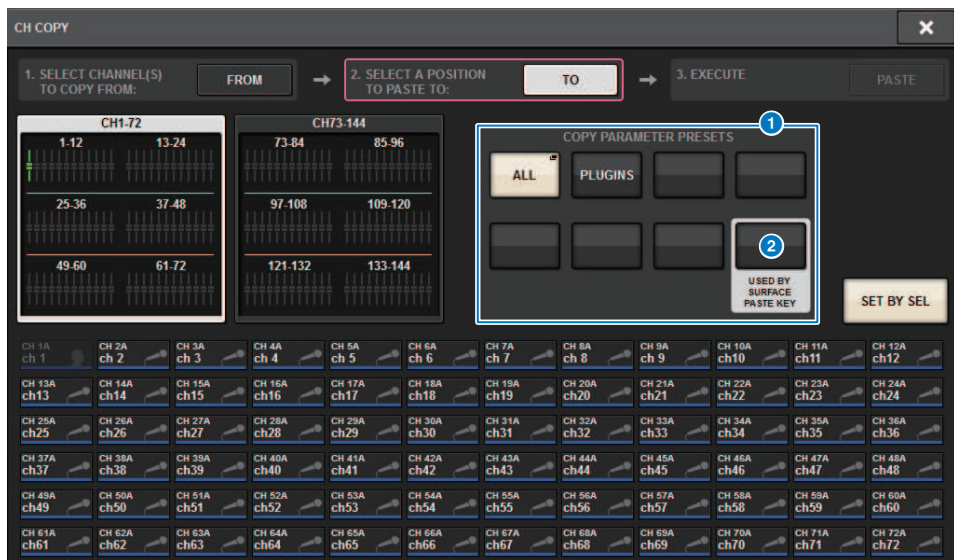 CH COPY
1. SELECT CHANNEL(S)
TO COPY FROM:
FROM
2. SELECT A POSITION
TO PASTE TO:
TO
3. EXECUTE
PASTE
CH1-72
1-12 13-24
25-36 37-48
49-60 61-72
CH73-144
73-84 85-96
97-108 109-120
121-132 133-144
1
COPY PARAMETER PRESETS
ALL PLUGINS
2
USED BY
SURFACE
PASTE KEY
SET BY SEL
CH 1A CH 2A CH 3A CH 4A CH 5A CH 6A CH 7A CH 8A CH 9A CH 10A CH 11A CH 12A
ch 1 ch 2 ch 3 ch 4 ch 5 ch 6 ch 7 ch 8 ch 9 ch10 ch11 ch12
CH 13A CH 14A CH 15A CH 16A CH 17A CH 18A CH 19A CH 20A CH 21A CH 22A CH 23A CH 24A
ch13 ch14 ch15 ch16 ch17 ch18 ch19 ch20 ch21 ch22 ch23 ch24
CH 25A CH 26A CH 27A CH 28A CH 29A CH 30A CH 31A CH 32A CH 33A CH 34A CH 35A CH 36A
ch25 ch26 ch27 ch28 ch29 ch30 ch31 ch32 ch33 ch34 ch35 ch36
CH 37A CH 38A CH 39A CH 40A CH 41A CH 42A CH 43A CH 44A CH 45A CH 46A CH 47A CH 48A
ch37 ch38 ch39 ch40 ch41 ch42 ch43 ch44 ch45 ch46 ch47 ch48
CH 49A CH 50A CH 51A CH 52A CH 53A CH 54A CH 55A CH 56A CH 57A CH 58A CH 59A CH 60A
ch49 ch50 ch51 ch52 ch53 ch54 ch55 ch56 ch57 ch58 ch59 ch60
CH 61A CH 62A CH 63A CH 64A CH 65A CH 66A CH 67A CH 68A CH 69A CH 70A CH 71A CH 72A
ch61 ch62 ch63 ch64 ch65 ch66 ch67 ch68 ch69 ch70 ch71 ch72